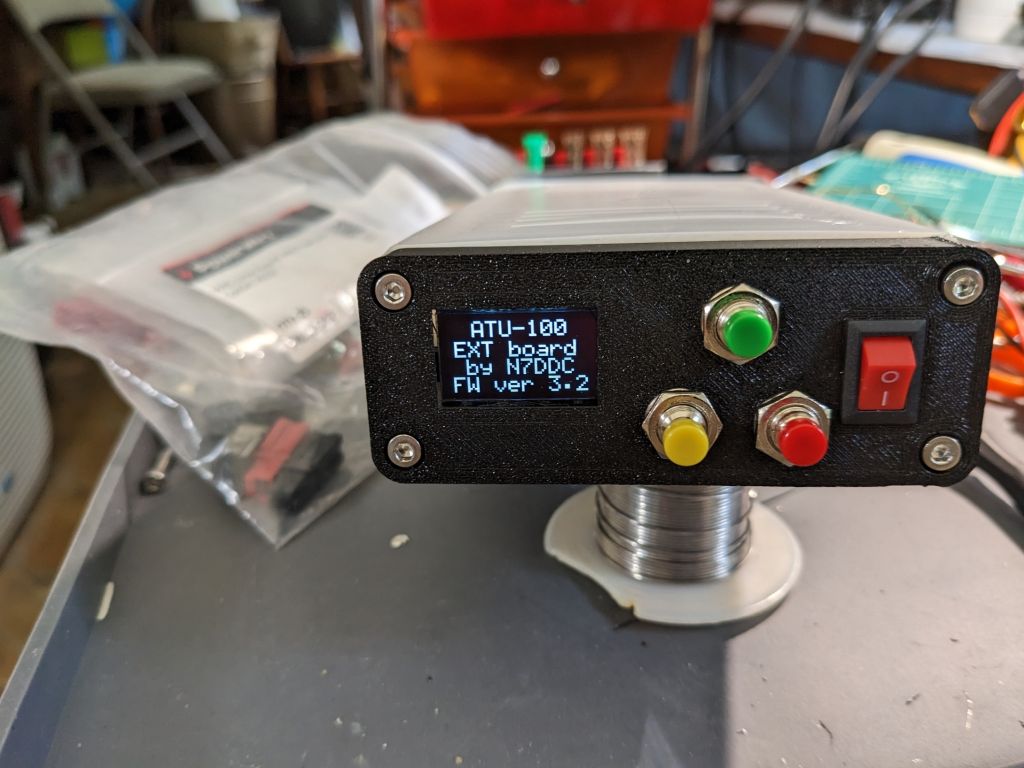 ATU-100
EXT board
by N7DDC
FW ver 3.2
O
I